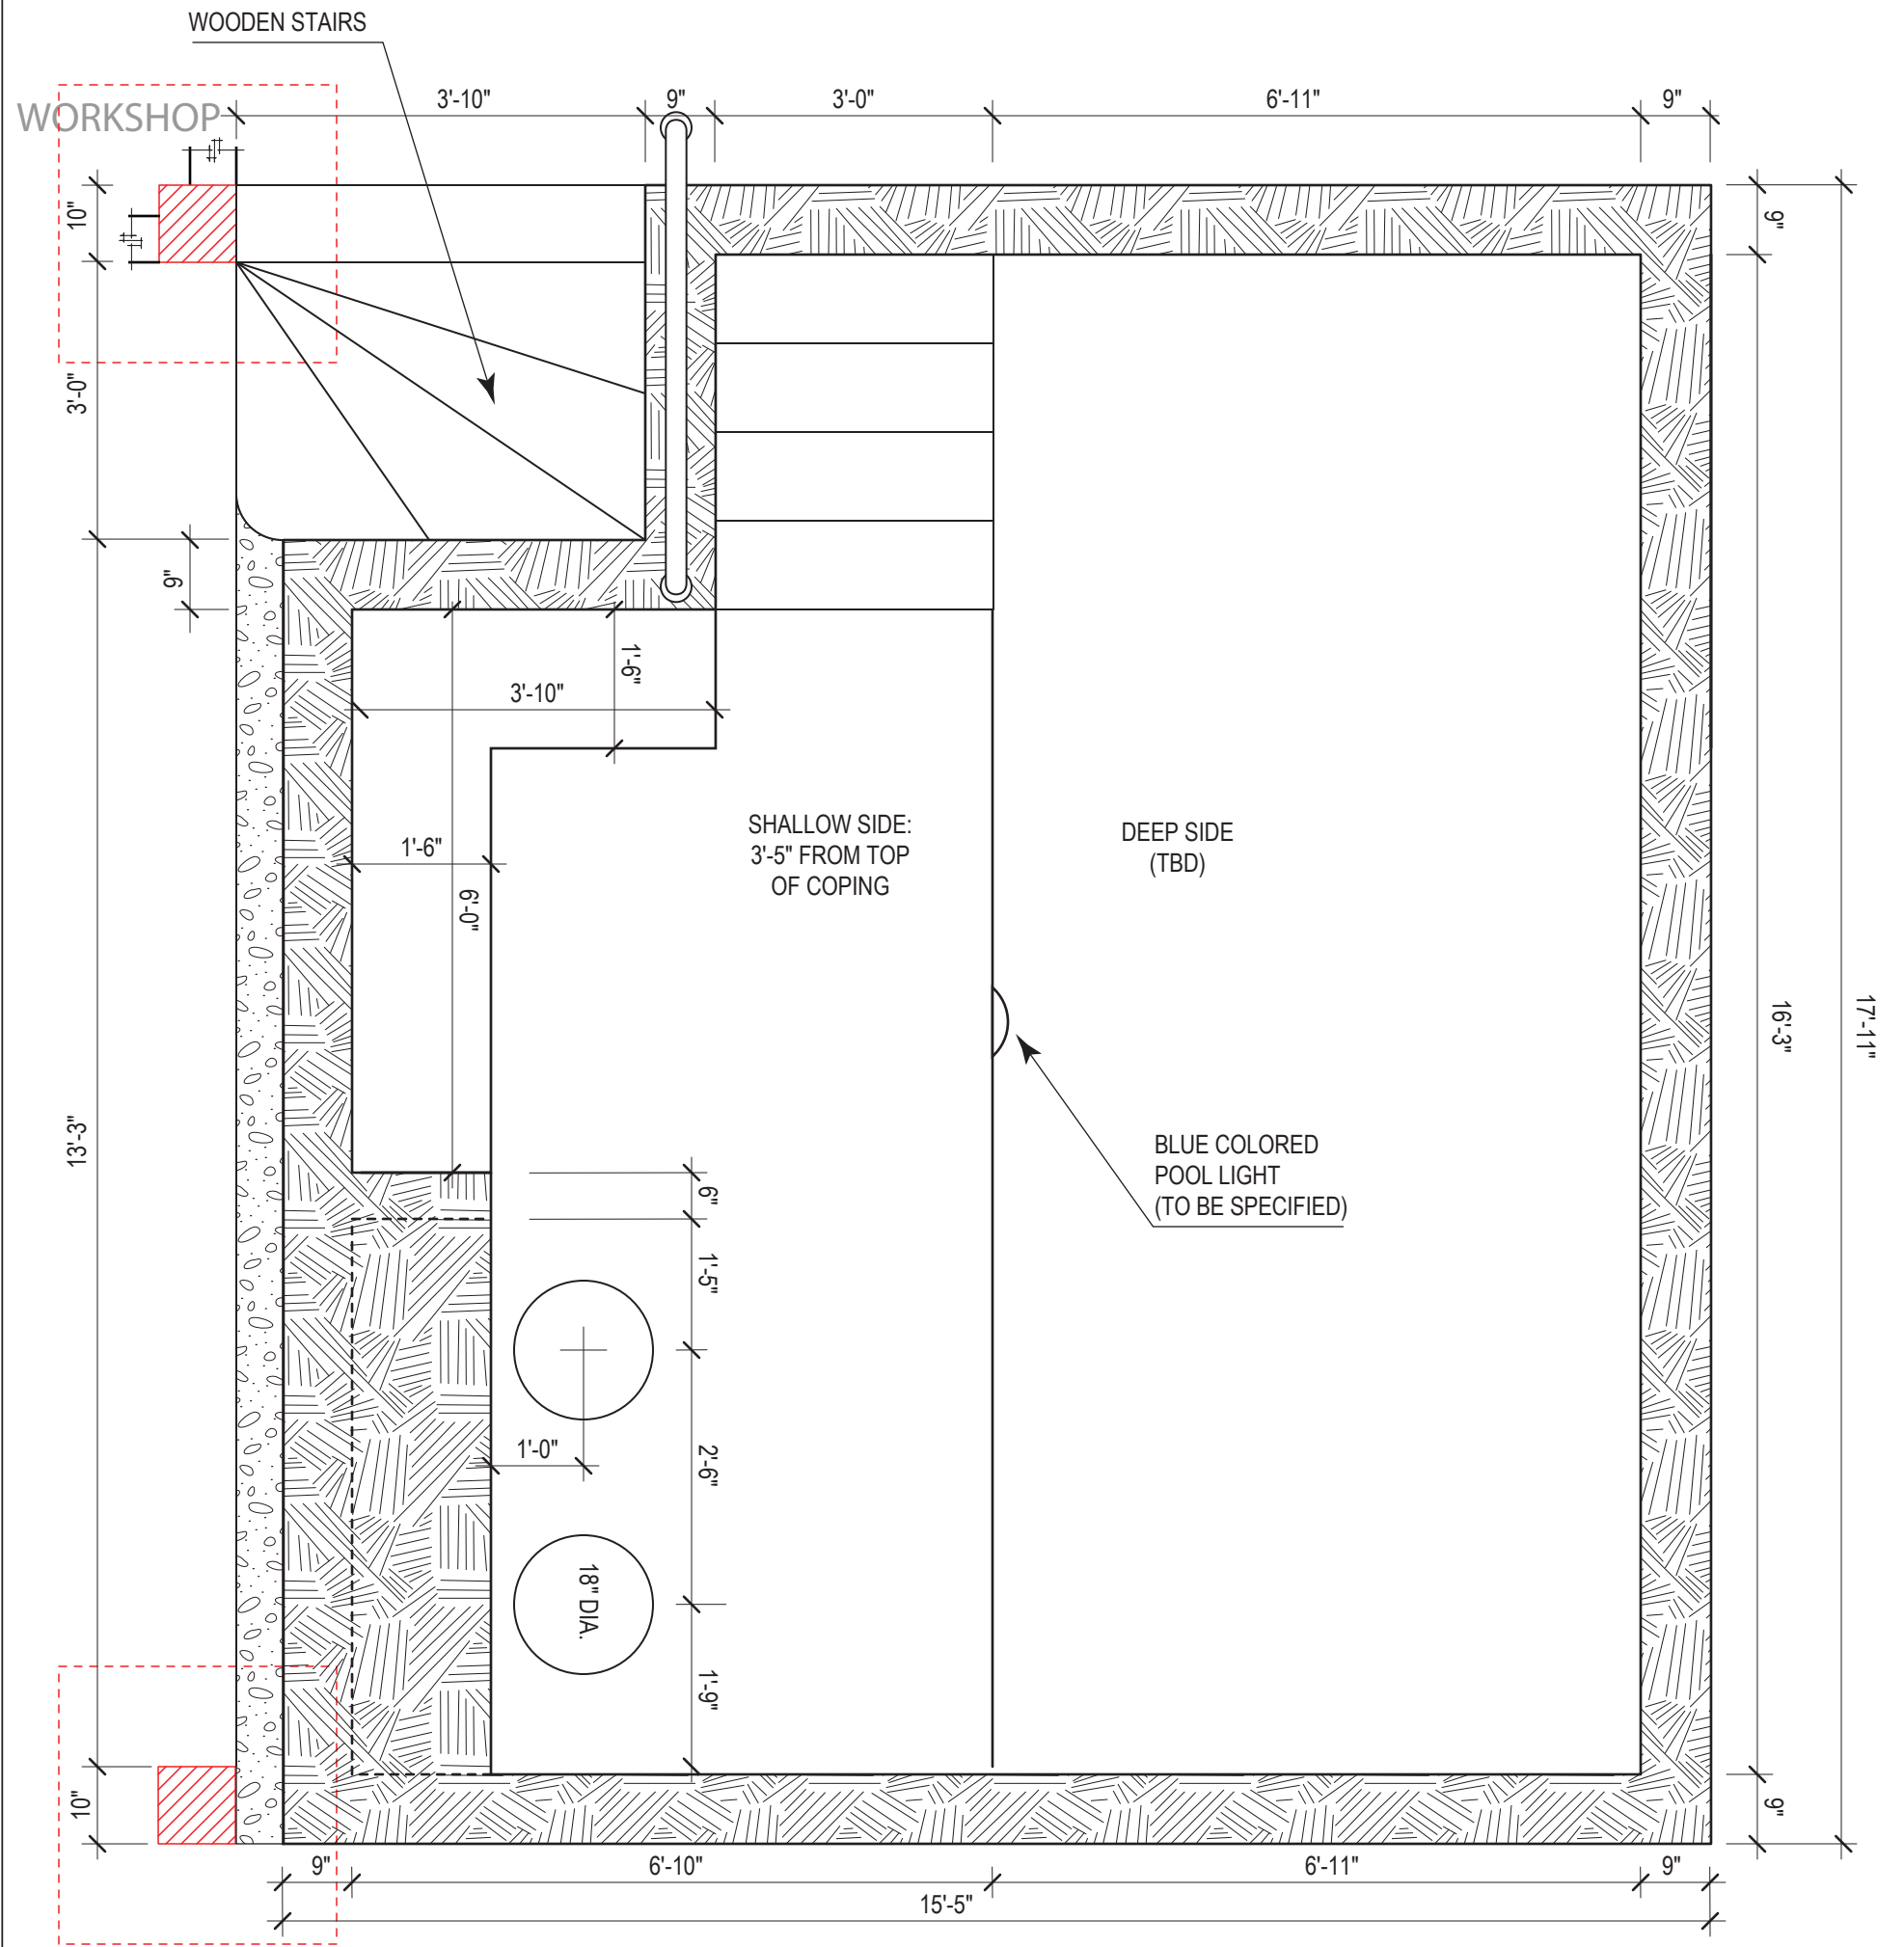 WOODEN STAIRS
WORKSHOP
3'-10"
9"
3'-0"
6'-11"
9"
10"
9"
3'-0"
9"
1'-6"
3'-10"
SHALLOW SIDE:
3'-5" FROM TOP
OF COPING
DEEP SIDE
(TBD)
1'-6"
6'-0"
16'-3"
17'-11"
13'-3"
BLUE COLORED
POOL LIGHT
(TO BE SPECIFIED)
6"
1'-5"
1'-0"
2'-6"
18" DIA.
1'-9"
10"
9"
9"
6'-10"
6'-11"
9"
15'-5"